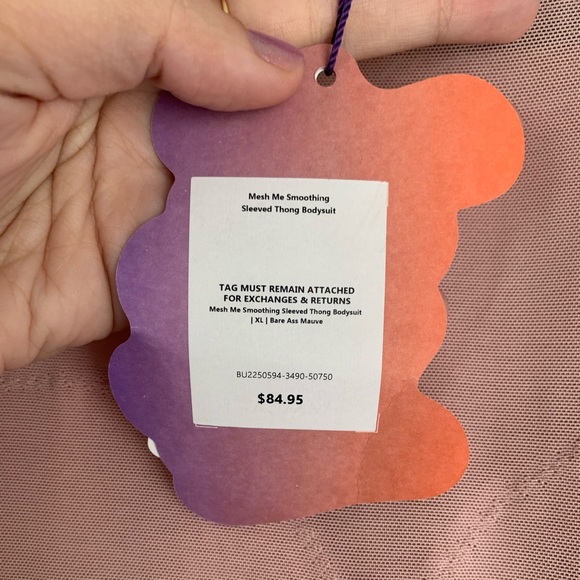 Mesh Me Smoothing
Sleeved Thong Bodysuit
TAG MUST REMAIN ATTACHED
FOR EXCHANGES & RETURNS
Mesh Me Smoothing Sleeved Thong Bodysuit
| XL | Bare Ass Mauve
BU2250594-3490-50750
$84.95